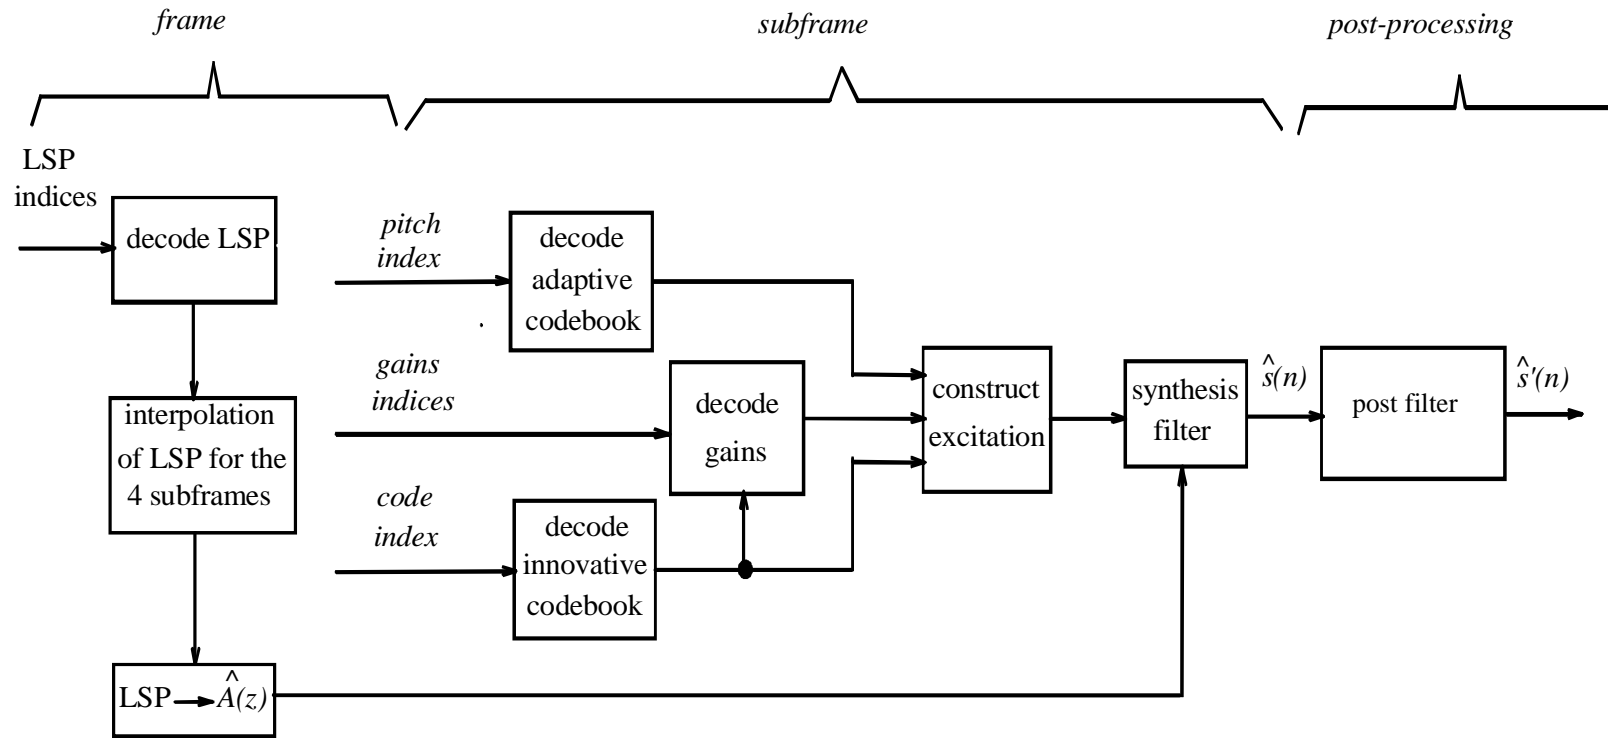 frame
subframe
post-processing
LSP
indices
decode LSP
interpolation
of LSP for the
4 subframes
LSP → Â(z)
pitch
index
decode
adaptive
codebook
gains
indices
decode
gains
code
index
decode
innovative
codebook
construct
excitation
synthesis
filter
ŝ(n)
post filter
ŝ'(n)